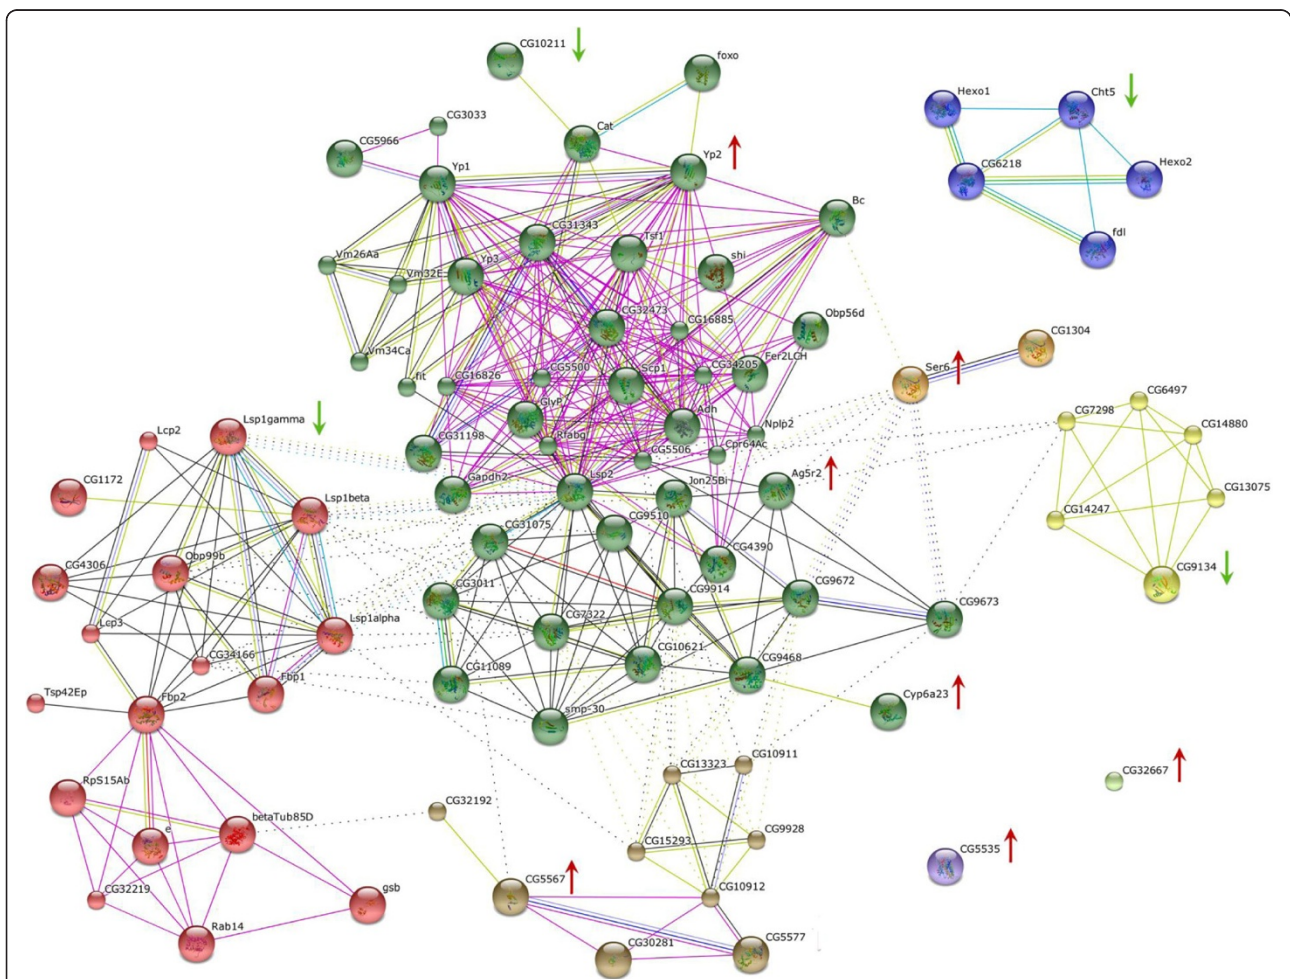 CG10211
foxo
Hexo1
Cht5
CG3033
Cat
CG5966
Yp2
Yp1
CG6218
Hexo2
Bc
CG31343
Tsf1
fdl
Vm26Aa
shi
Vm32E
Yp3
CG32473
CG16885
Obp56d
CG1304
Vm34Ca
Fer2LCH
Ser6
fit
CG16826
CG5500
Scp1
CG34205
CG6497
GlyP
Adh
CG7298
Lsp1gamma
Nplp2
CG14880
Lcp2
CG31198
Rfabg
CG5506
Cpr64Ac
CG1172
Gapdh2
Lsp2
Jon25Bi
Ag5r2
CG13075
Lsp1beta
CG14247
CG31075
CG9510
CG4390
CG4306
Obp99b
CG9134
CG3011
CG9914
CG9672
CG9673
Lcp3
Lsp1alpha
CG7322
CG34166
CG10621
CG11089
CG9468
Fbp1
Tsp42Ep
Fbp2
smp-30
Cyp6a23
CG10911
CG13323
CG32667
RpS15Ab
betaTub85D
CG32192
e
CG15293
CG9928
CG5535
CG5567
CG32219
gsb
CG10912
Rab14
CG30281
CG5577